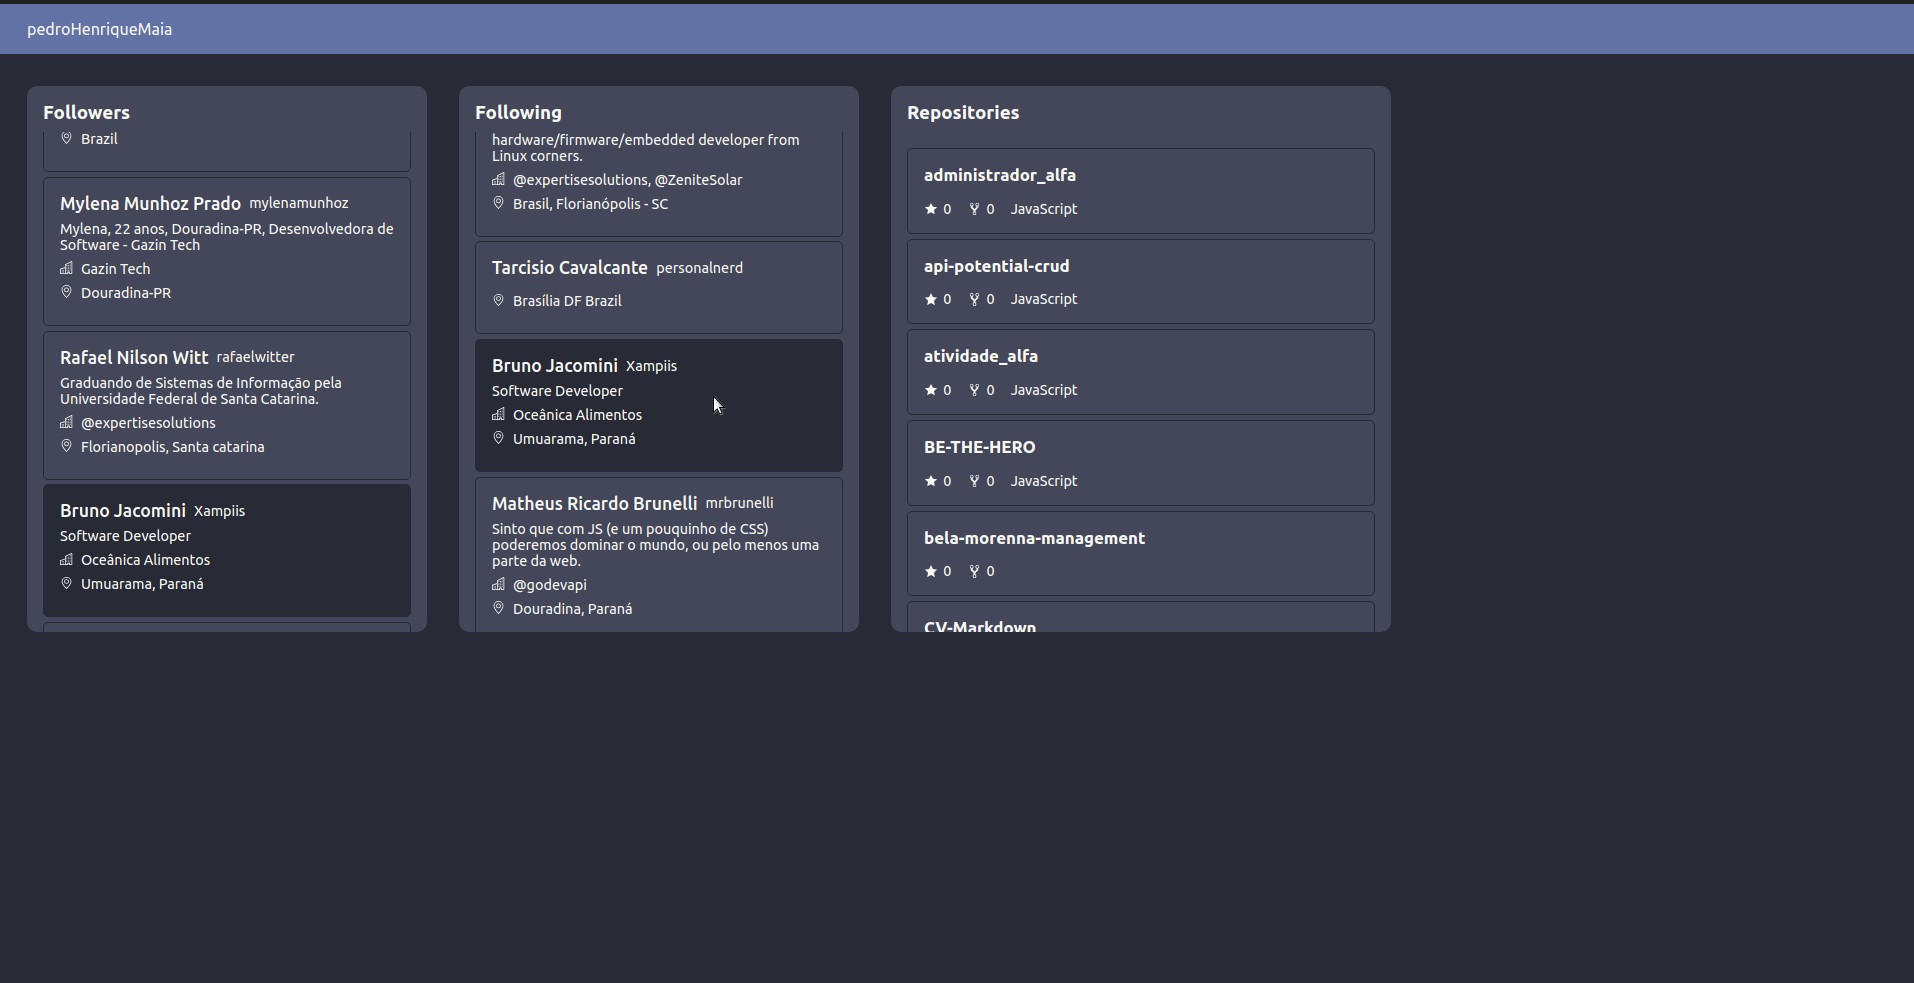 pedroHenriqueMaia
Followers
Brazil
Mylena Munhoz Prado mylenamunhoz
Mylena, 22 anos, Douradina-PR, Desenvolvedora de
Software - Gazin Tech
Gazin Tech
Douradina-PR
Rafael Nilson Witt rafaelwitter
Graduando de Sistemas de Informação pela
Universidade Federal de Santa Catarina.
@expertisesolutions
Florianopolis, Santa catarina
Bruno Jacomini Xampiis
Software Developer
Oceânica Alimentos
Umuarama, Paraná
Following
hardware/firmware/embedded developer from
Linux corners.
@expertisesolutions, @ZeniteSolar
Brasil, Florianópolis - SC
Tarcisio Cavalcante personalnerd
Brasília DF Brazil
Bruno Jacomini Xampiis
Software Developer
Oceânica Alimentos
Umuarama, Paraná
Matheus Ricardo Brunelli mrbrunelli
Sinto que com JS (e um pouquinho de CSS)
poderemos dominar o mundo, ou pelo menos uma
parte da web.
@godevapi
Douradina, Paraná
Repositories
administrador_alfa
0 0 JavaScript
api-potential-crud
0 0 JavaScript
atividade_alfa
0 0 JavaScript
BE-THE-HERO
0 0 JavaScript
bela-morenna-management
0 0
CV-Markdown